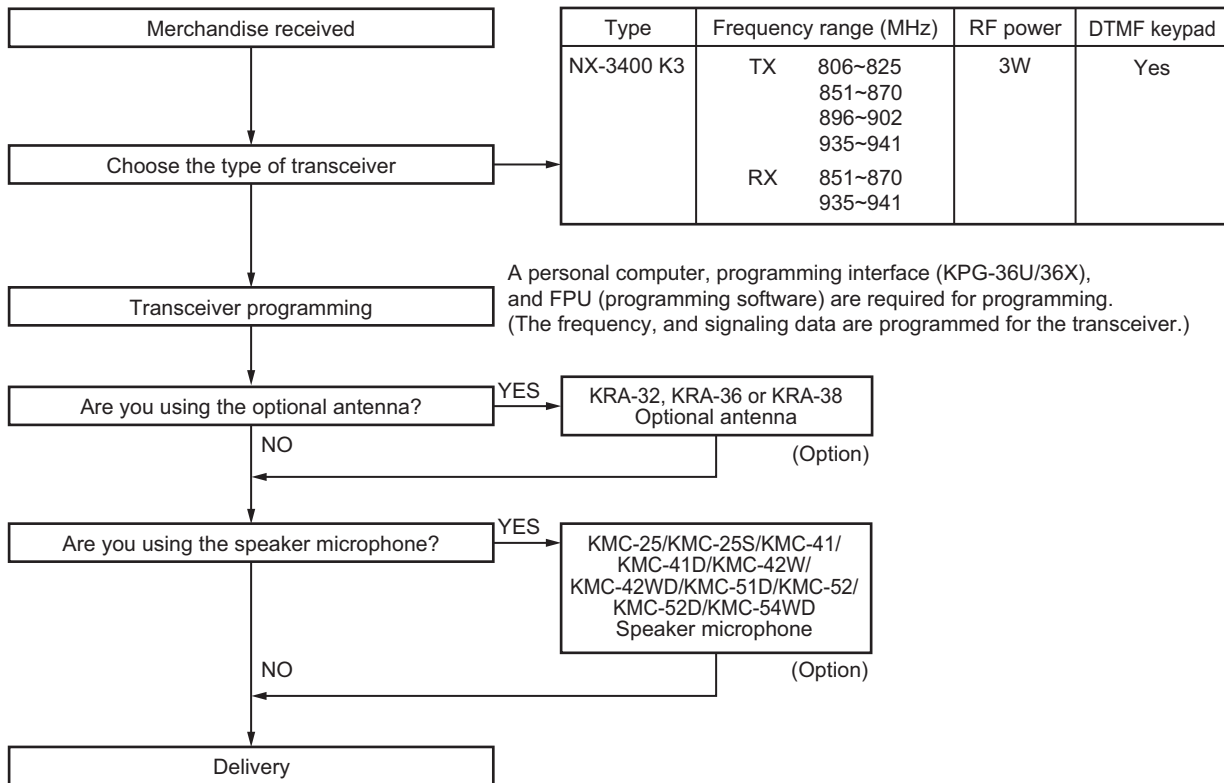 Merchandise received
Type
Frequency range (MHz)
RF power
DTMF keypad
NX-3400 K3
TX
806~825
3W
Yes
851~870
896~902
935~941
RX
851~870
935~941
Choose the type of transceiver
Transceiver programming
A personal computer, programming interface (KPG-36U/36X),
and FPU (programming software) are required for programming.
(The frequency, and signaling data are programmed for the transceiver.)
Are you using the optional antenna?
YES
KRA-32, KRA-36 or KRA-38
Optional antenna
(Option)
NO
Are you using the speaker microphone?
YES
KMC-25/KMC-25S/KMC-41/
KMC-41D/KMC-42W/
KMC-42WD/KMC-51D/KMC-52/
KMC-52D/KMC-54WD
Speaker microphone
(Option)
NO
Delivery